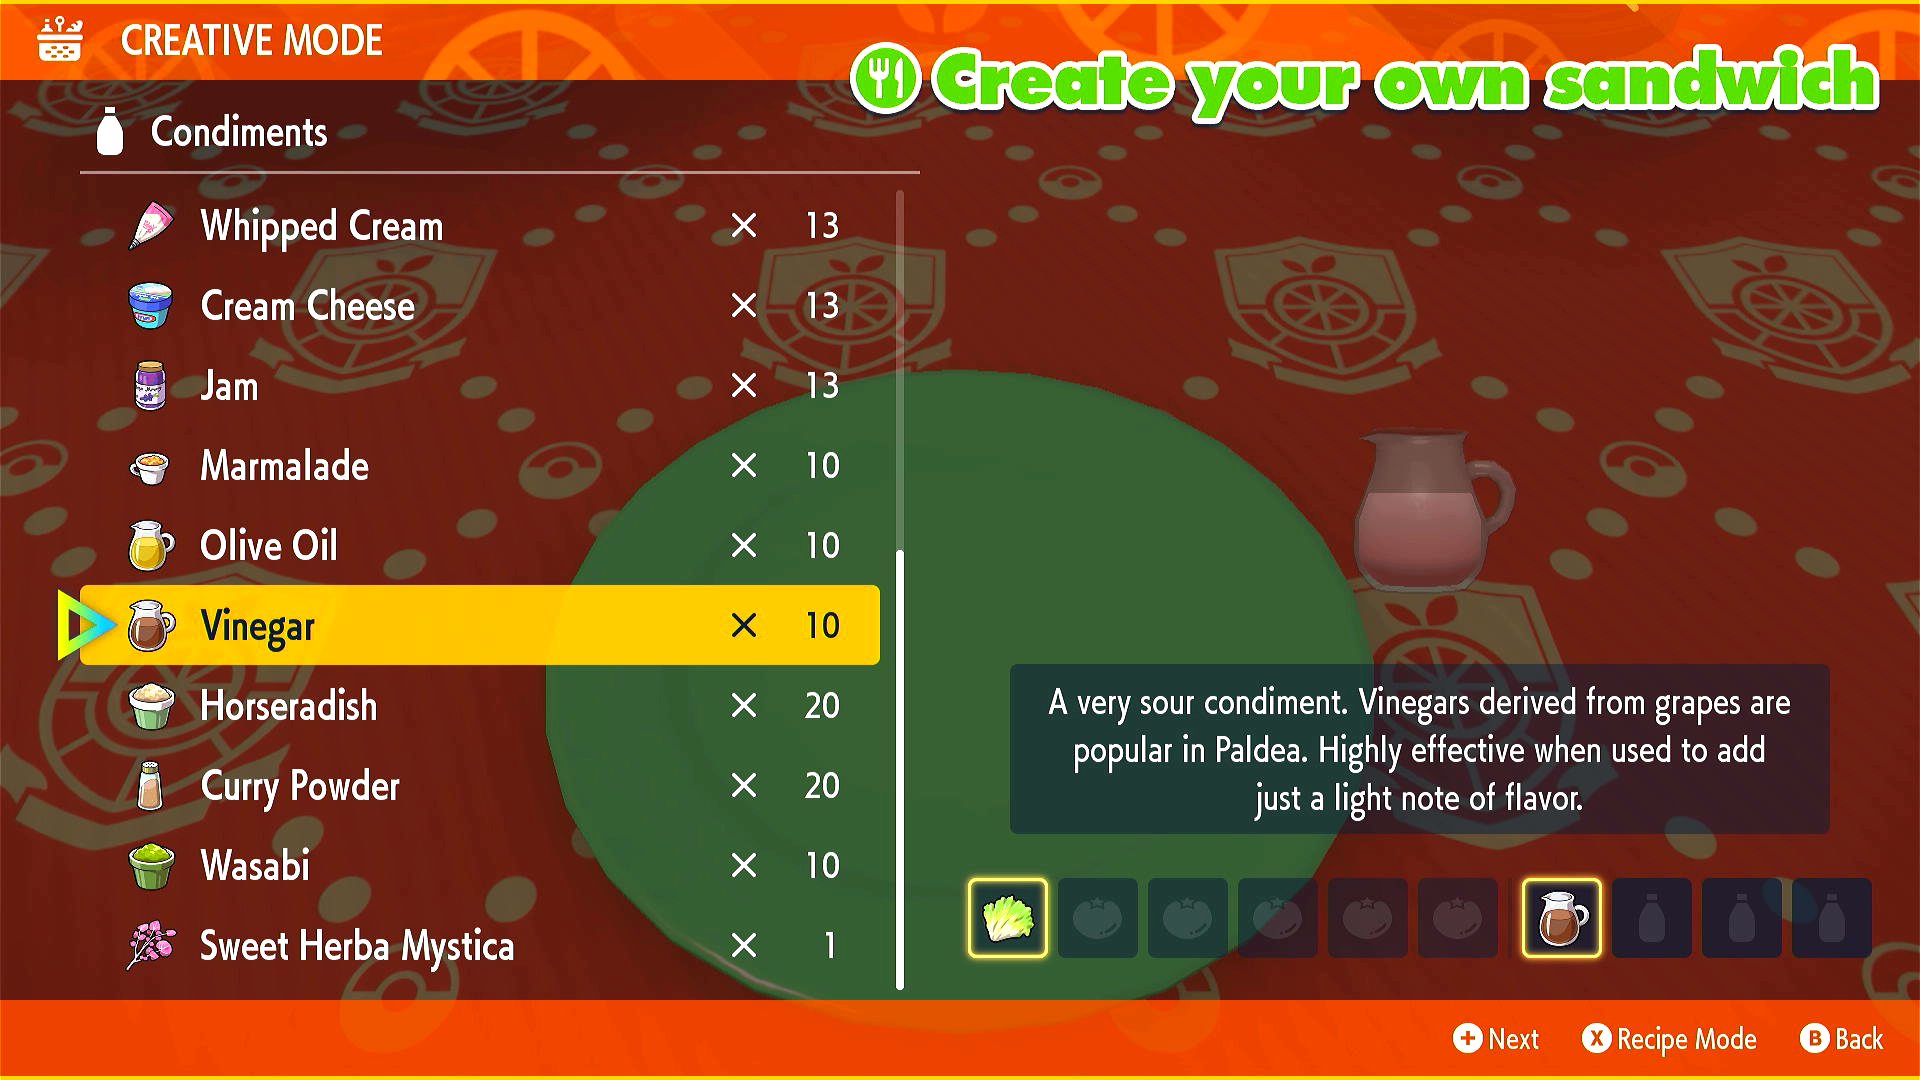 CREATIVE MODE
Create your own sandwich
Condiments
Whipped Cream × 13
Cream Cheese × 13
Jam × 13
Marmalade × 10
Olive Oil × 10
Vinegar × 10
Horseradish × 20
Curry Powder × 20
Wasabi × 10
Sweet Herba Mystica × 1
A very sour condiment. Vinegars derived from grapes are
popular in Paldea. Highly effective when used to add
just a light note of flavor.
+ Next X Recipe Mode B Back